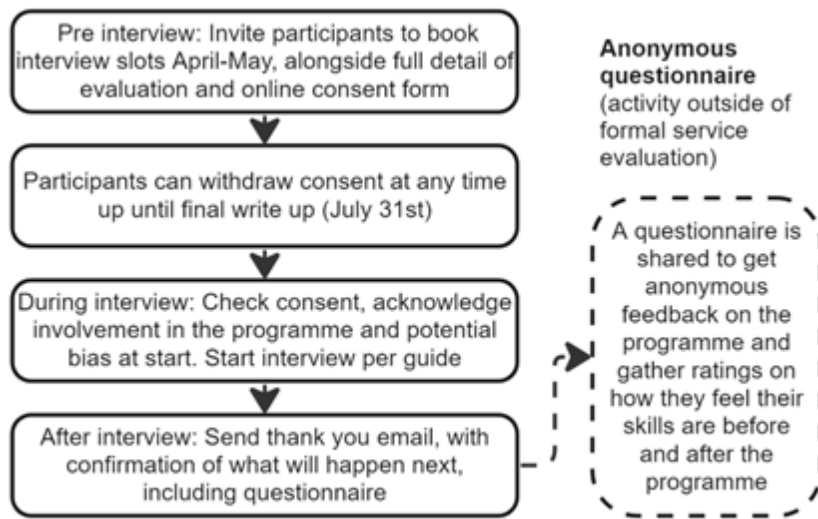 Pre interview: Invite participants to book
interview slots April-May, alongside full detail of
evaluation and online consent form
Participants can withdraw consent at any time
up until final write up (July 31st)
During interview: Check consent, acknowledge
involvement in the programme and potential
bias at start. Start interview per guide
After interview: Send thank you email, with
confirmation of what will happen next,
including questionnaire
Anonymous
questionnaire
(activity outside of
formal service
evaluation)
A questionnaire is
shared to get
anonymous
feedback on the
programme and
gather ratings on
how they feel their
skills are before
and after the
programme